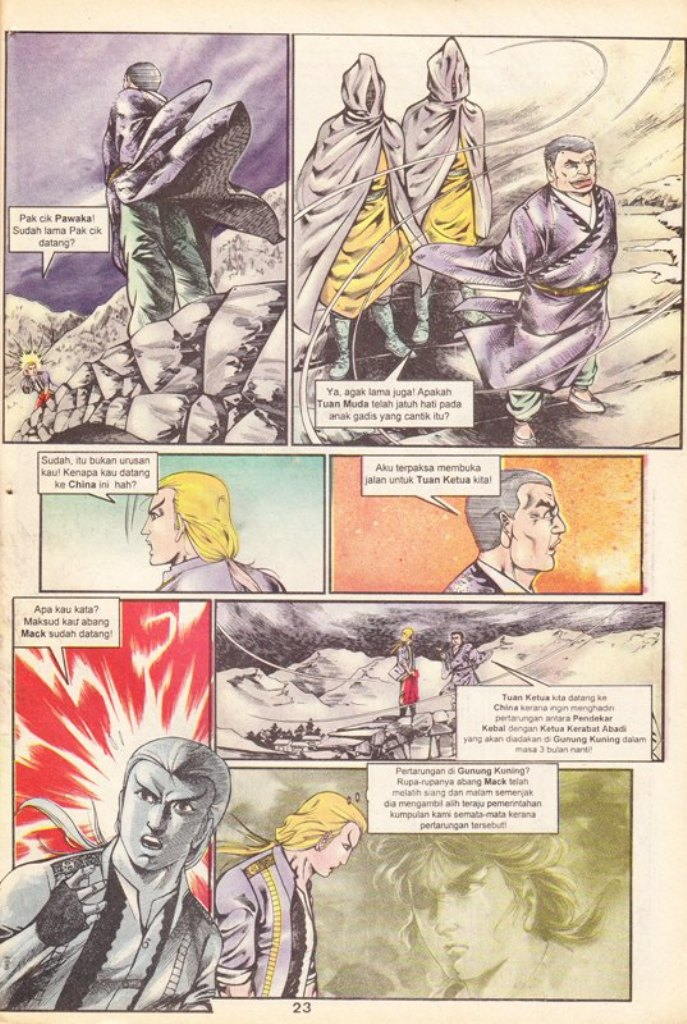 Pak cik Pawaka!
Sudah lama Pak cik
datang?
Ya, agak lama juga! Apakah
Tuan Muda telah jatuh hati pada
anak gadis yang cantik itu?
Sudah, itu bukan urusan
kau! Kenapa kau datang
ke China ini hah?
Aku terpaksa membuka
jalan untuk Tuan Ketua kita!
Apa kau kata?
Maksud kau abang
Mack sudah datang!
Tuan Ketua kita datang ke
China kerana ingin menghadiri
pertarungan antara Pendekar
Kebal dengan Ketua Kerabat Abadi
yang akan diadakan di Gunung Kuning dalam
masa 3 bulan nanti!
Pertarungan di Gunung Kuning?
Rupa-rupanya abang Mack telah
melatih siang dan malam semenjak
dia mengambil alih teraju pemerintahan
kumpulan kami semata-mata kerana
pertarungan tersebut!
23